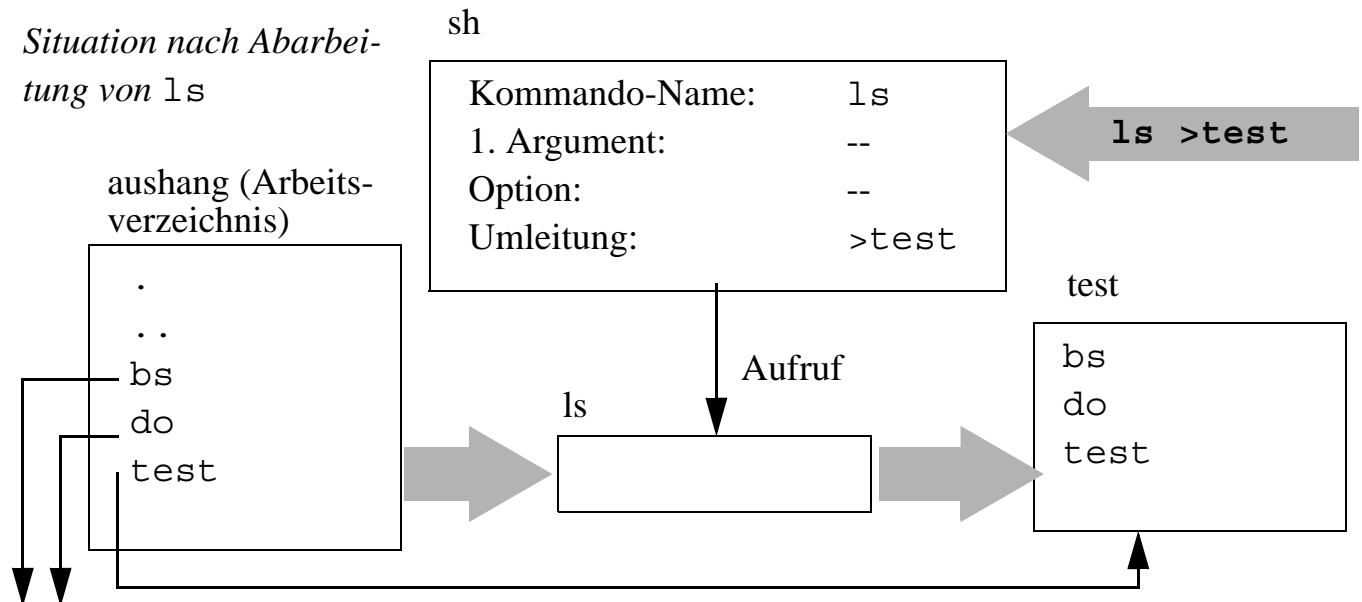 Situation nach Abarbei-
tung von ls
sh
Kommando-Name: ls
1. Argument: --
Option: --
Umleitung: >test
ls >test
aushang (Arbeits-
verzeichnis)
.
..
bs
do
test
Aufruf
ls
test
bs
do
test